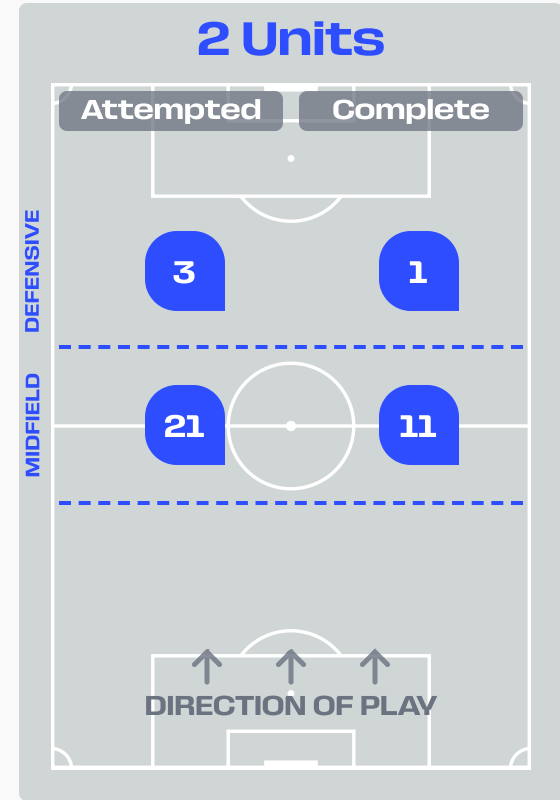 2 Units
Attempted Complete
DEFENSIVE
3 1
MIDFIELD
21 11
DIRECTION OF PLAY